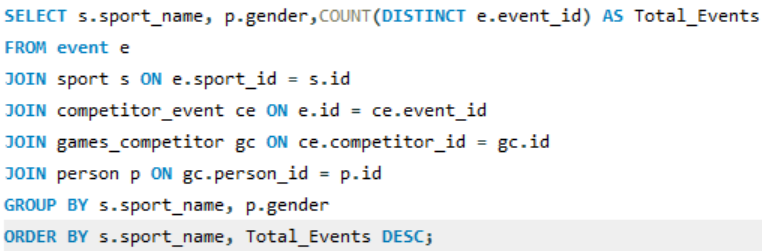 SELECT s.sport_name, p.gender,COUNT(DISTINCT e.event_id) AS Total_Events
FROM event e
JOIN sport s ON e.sport_id = s.id
JOIN competitor_event ce ON e.id = ce.event_id
JOIN games_competitor gc ON ce.competitor_id = gc.id
JOIN person p ON gc.person_id = p.id
GROUP BY s.sport_name, p.gender
ORDER BY s.sport_name, Total_Events DESC;